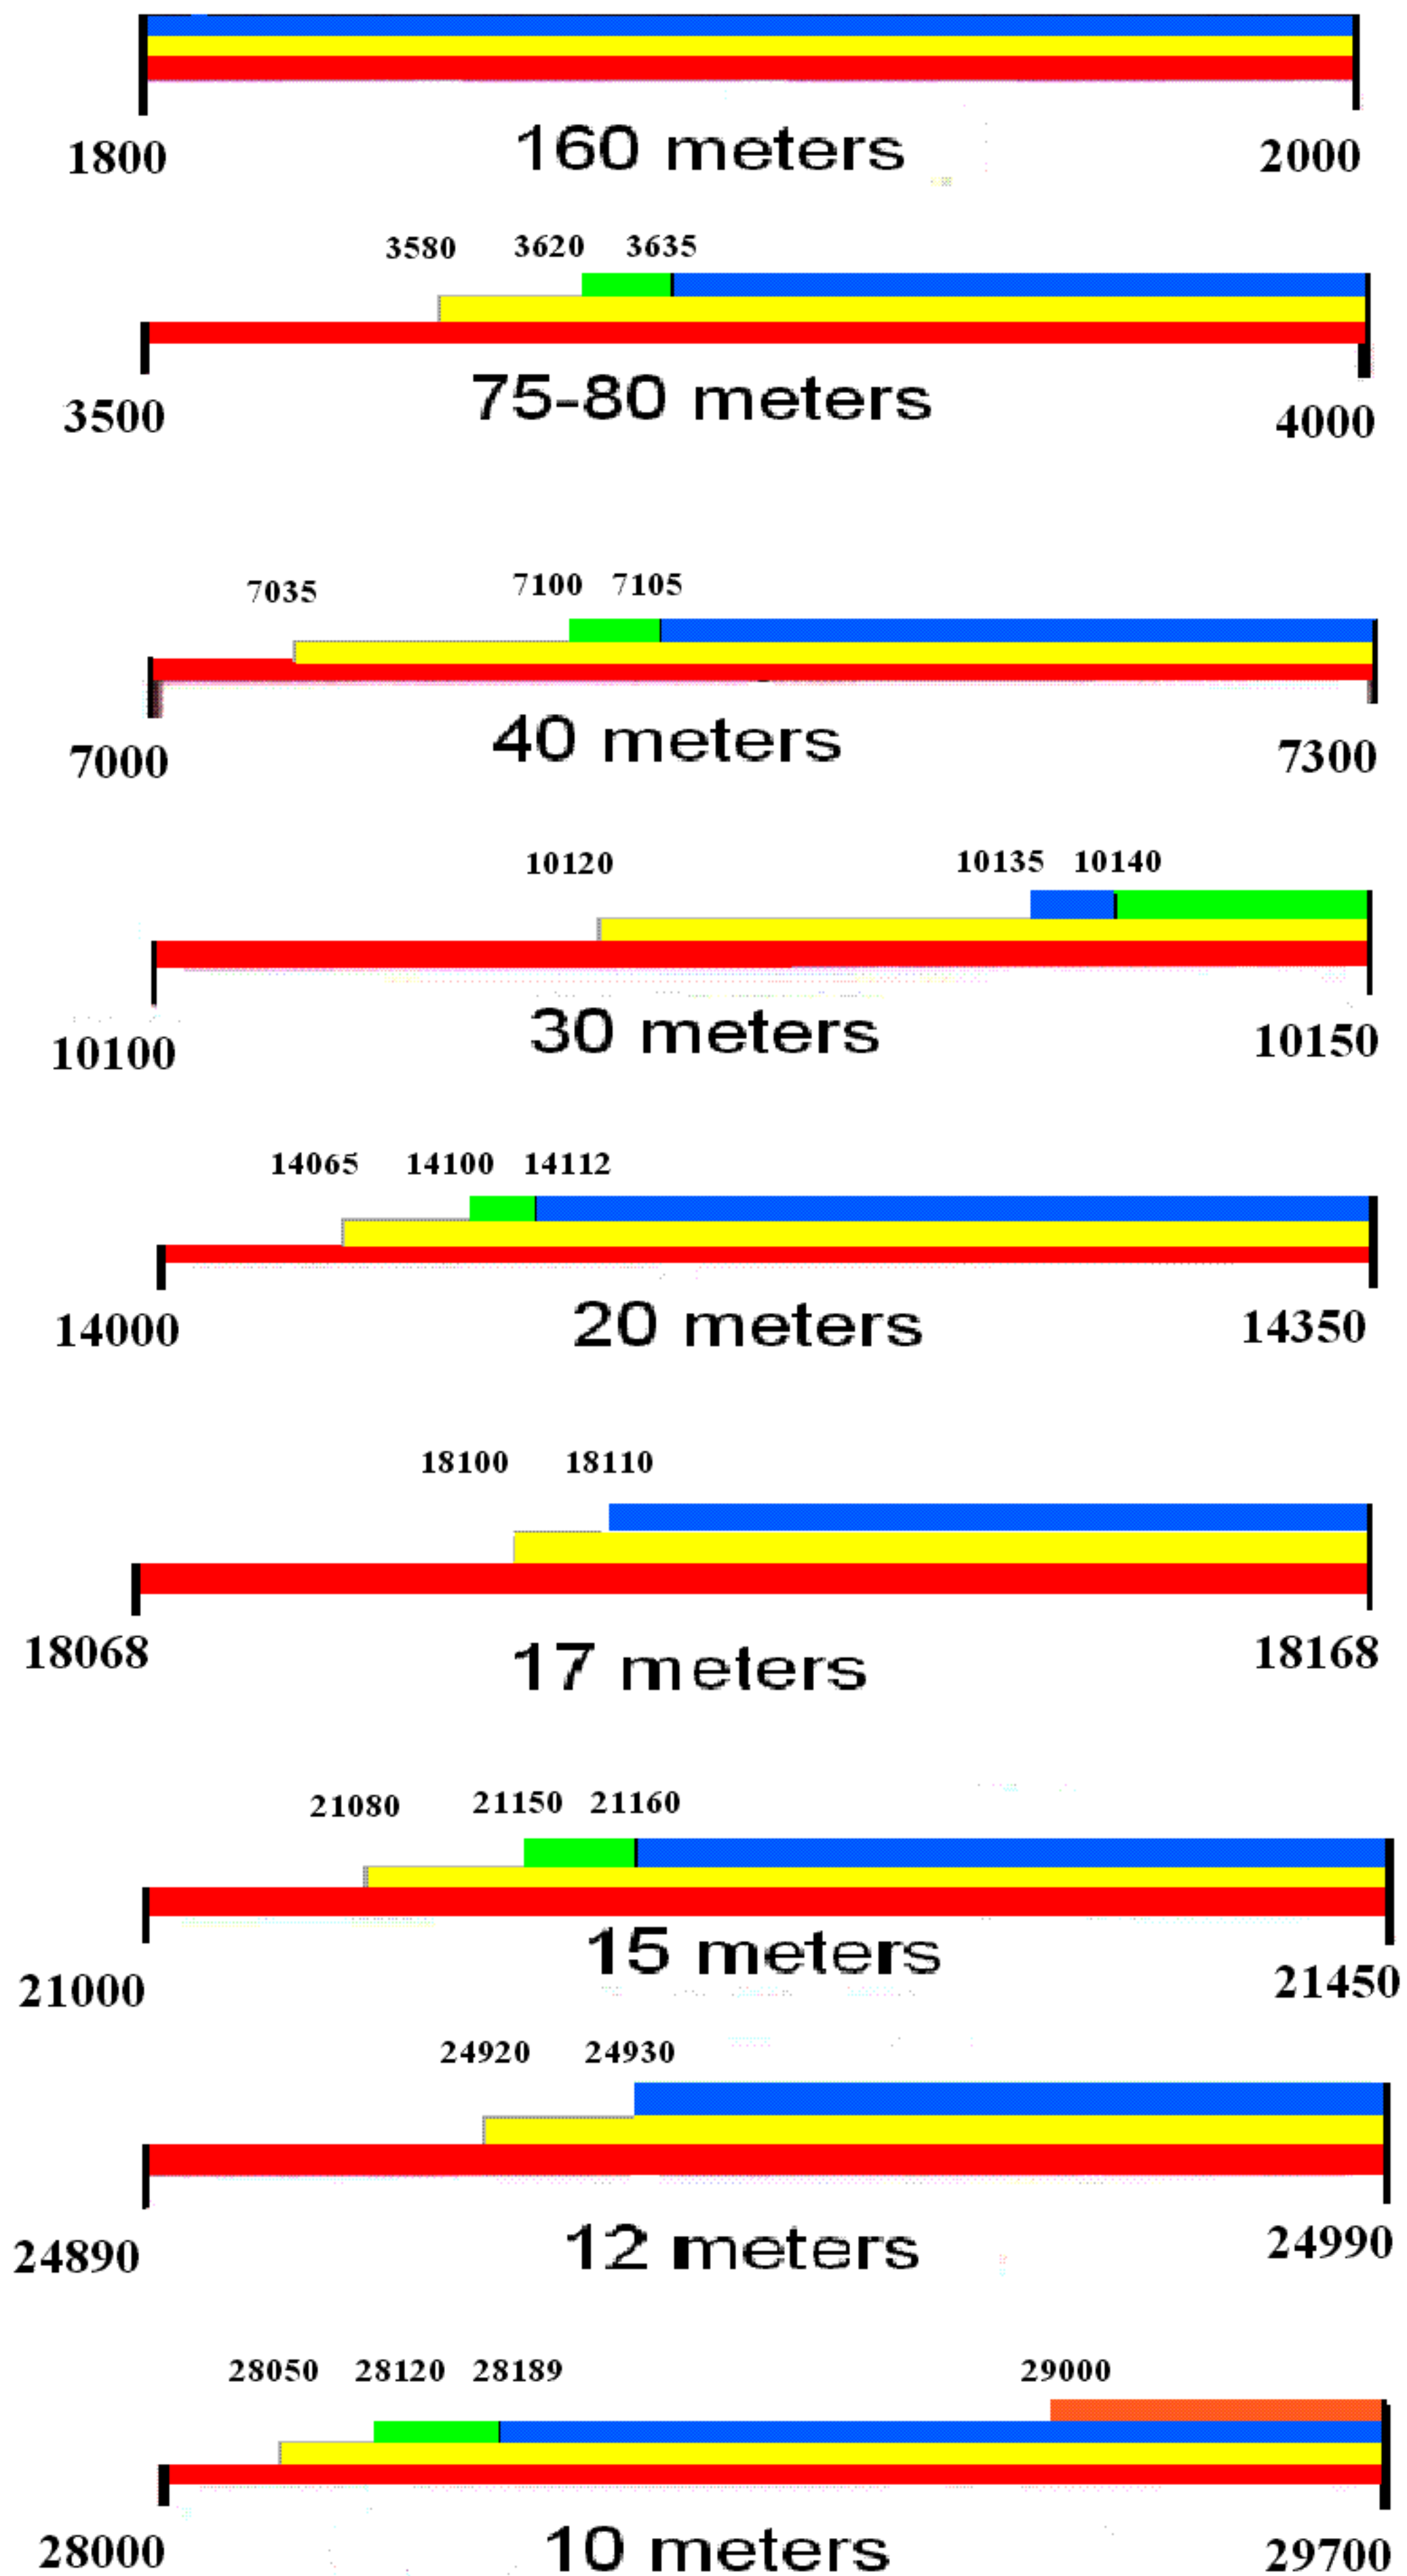 1800 160 meters 2000
3580 3620 3635
3500 75-80 meters 4000
7035 7100 7105
7000 40 meters 7300
10120 10135 10140
10100 30 meters 10150
14065 14100 14112
14000 20 meters 14350
18100 18110
18068 17 meters 18168
21080 21150 21160
21000 15 meters 21450
24920 24930
24890 12 meters 24990
28050 28120 28189 29000
28000 10 meters 29700